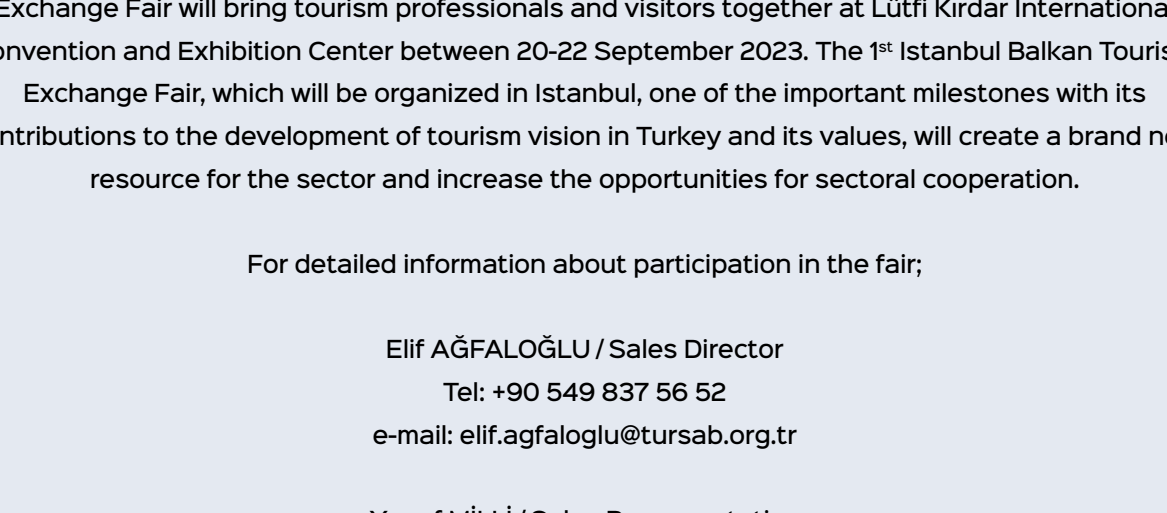 Exchange Fair will bring tourism professionals and visitors together at Lütfi Kırdar Internationa
onvention and Exhibition Center between 20-22 September 2023. The 1st Istanbul Balkan Touris
Exchange Fair, which will be organized in Istanbul, one of the important milestones with its
ntributions to the development of tourism vision in Turkey and its values, will create a brand ne
resource for the sector and increase the opportunities for sectoral cooperation.
For detailed information about participation in the fair;
Elif AĞFALOĞLU / Sales Director
Tel: +90 549 837 56 52
e-mail: elif.agfaloglu@tursab.org.tr